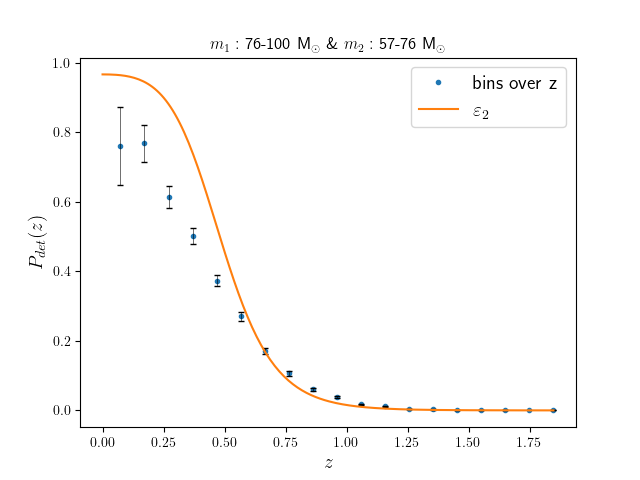 m₁ : 76-100 M⊙ & m₂ : 57-76 M⊙
bins over z
ε₂
P_det(z)
1.0
0.8
0.6
0.4
0.2
0.0
0.00 0.25 0.50 0.75 1.00 1.25 1.50 1.75
z